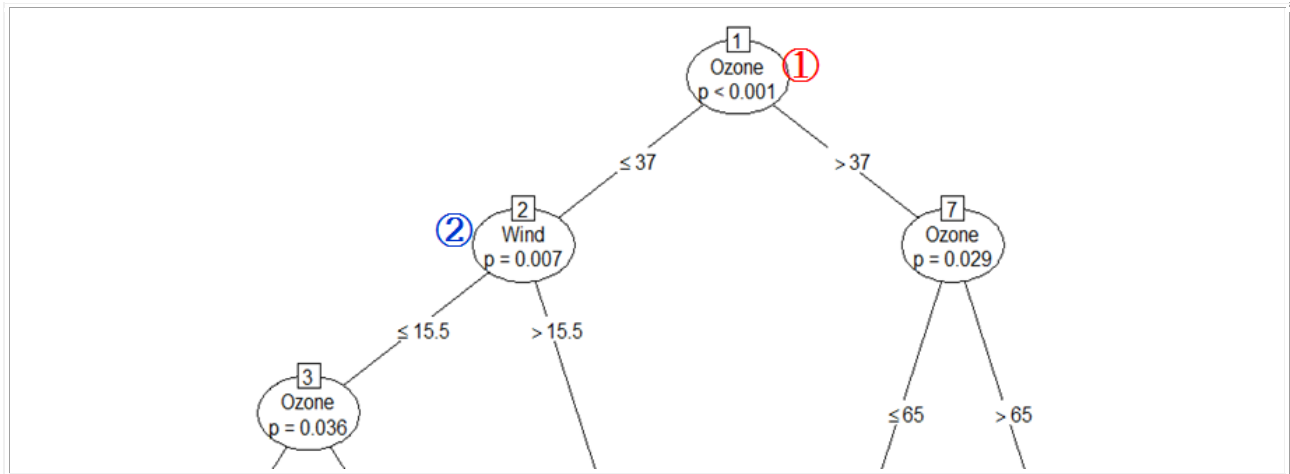 1
Ozone
p < 0.001
①
≤ 37
> 37
2
Wind
p = 0.007
②
7
Ozone
p = 0.029
≤ 15.5
> 15.5
3
Ozone
p = 0.036
≤ 65
> 65